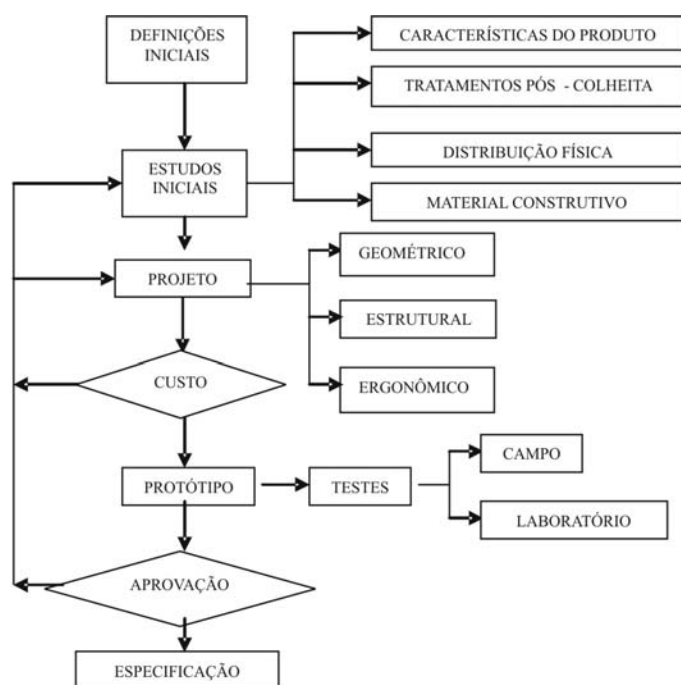 DEFINIÇÕES
INICIAIS
CARACTERÍSTICAS DO PRODUTO
TRATAMENTOS PÓS - COLHEITA
ESTUDOS
INICIAIS
DISTRIBUIÇÃO FÍSICA
MATERIAL CONSTRUTIVO
PROJETO
GEOMÉTRICO
ESTRUTURAL
ERGONÔMICO
CUSTO
PROTÓTIPO
TESTES
CAMPO
LABORATÓRIO
APROVAÇÃO
ESPECIFICAÇÃO